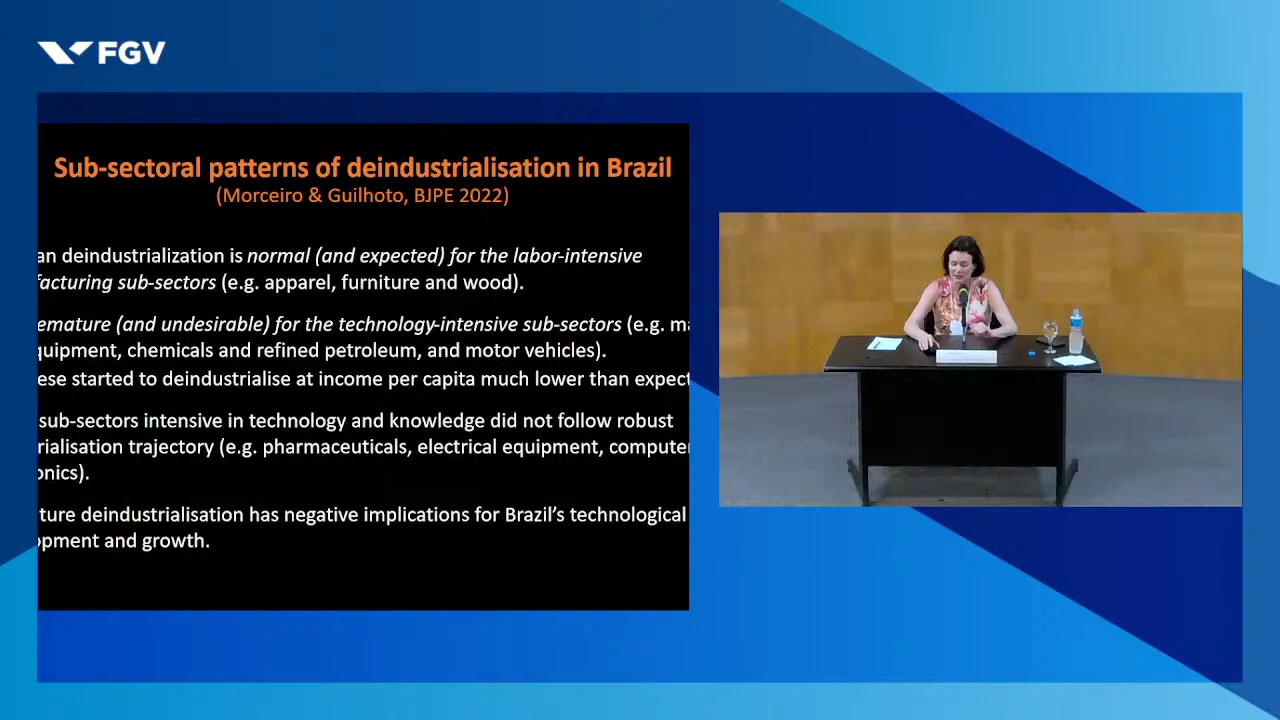 FGV
Sub-sectoral patterns of deindustrialisation in Brazil
(Morceiro & Guilhoto, BJPE 2022)
an deindustrialization is normal (and expected) for the labor-intensive
facturing sub-sectors (e.g. apparel, furniture and wood).
emature (and undesirable) for the technology-intensive sub-sectors (e.g. ma
quipment, chemicals and refined petroleum, and motor vehicles).
ese started to deindustrialise at income per capita much lower than expect
sub-sectors intensive in technology and knowledge did not follow robust
rialisation trajectory (e.g. pharmaceuticals, electrical equipment, computer
onics).
ture deindustrialisation has negative implications for Brazil's technological
opment and growth.